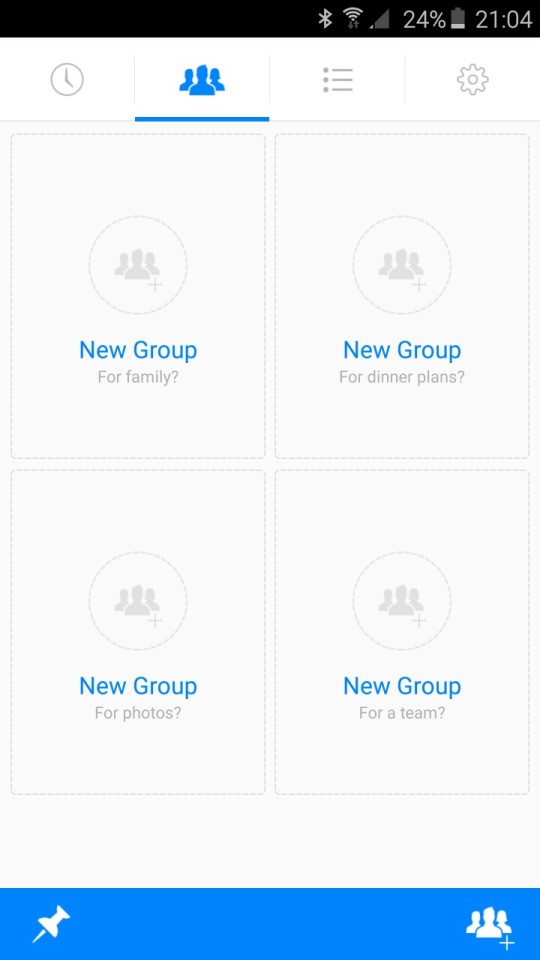 24% 21:04
New Group
For family?
New Group
For dinner plans?
New Group
For photos?
New Group
For a team?